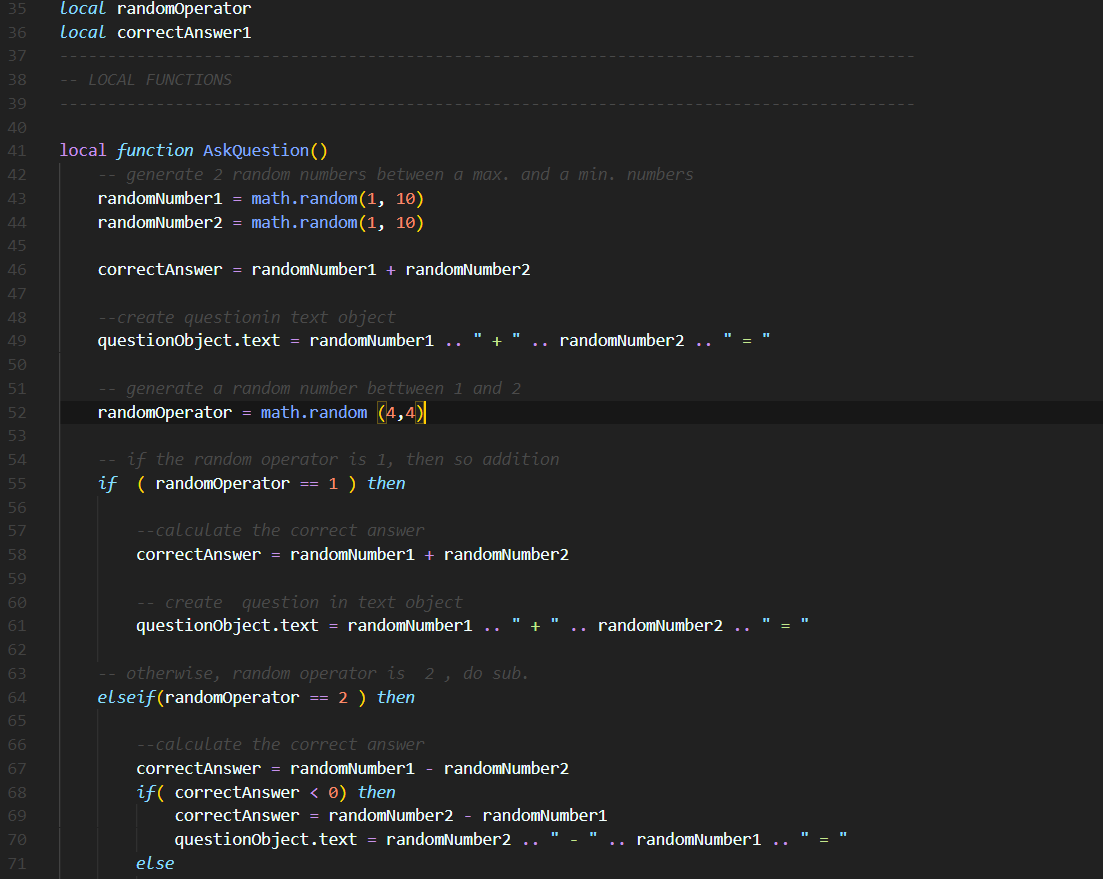 35 local randomOperator
36 local correctAnswer1
37 -----------------------------------------------------------------------------------------
38 -- LOCAL FUNCTIONS
39 -----------------------------------------------------------------------------------------
40
41 local function AskQuestion()
42 -- generate 2 random numbers between a max. and a min. numbers
43 randomNumber1 = math.random(1, 10)
44 randomNumber2 = math.random(1, 10)
45
46 correctAnswer = randomNumber1 + randomNumber2
47
48 --create questionin text object
49 questionObject.text = randomNumber1 .. " + " .. randomNumber2 .. " = "
50
51 -- generate a random number bettween 1 and 2
52 randomOperator = math.random (4,4)
53
54 -- if the random operator is 1, then so addition
55 if  ( randomOperator == 1 ) then
56
57 --calculate the correct answer
58 correctAnswer = randomNumber1 + randomNumber2
59
60 -- create  question in text object
61 questionObject.text = randomNumber1 .. " + " .. randomNumber2 .. " = "
62
63 -- otherwise, random operator is  2 , do sub.
64 elseif(randomOperator == 2 ) then
65
66 --calculate the correct answer
67 correctAnswer = randomNumber1 - randomNumber2
68 if( correctAnswer < 0) then
69 correctAnswer = randomNumber2 - randomNumber1
70 questionObject.text = randomNumber2 .. " - " .. randomNumber1 .. " = "
71 else